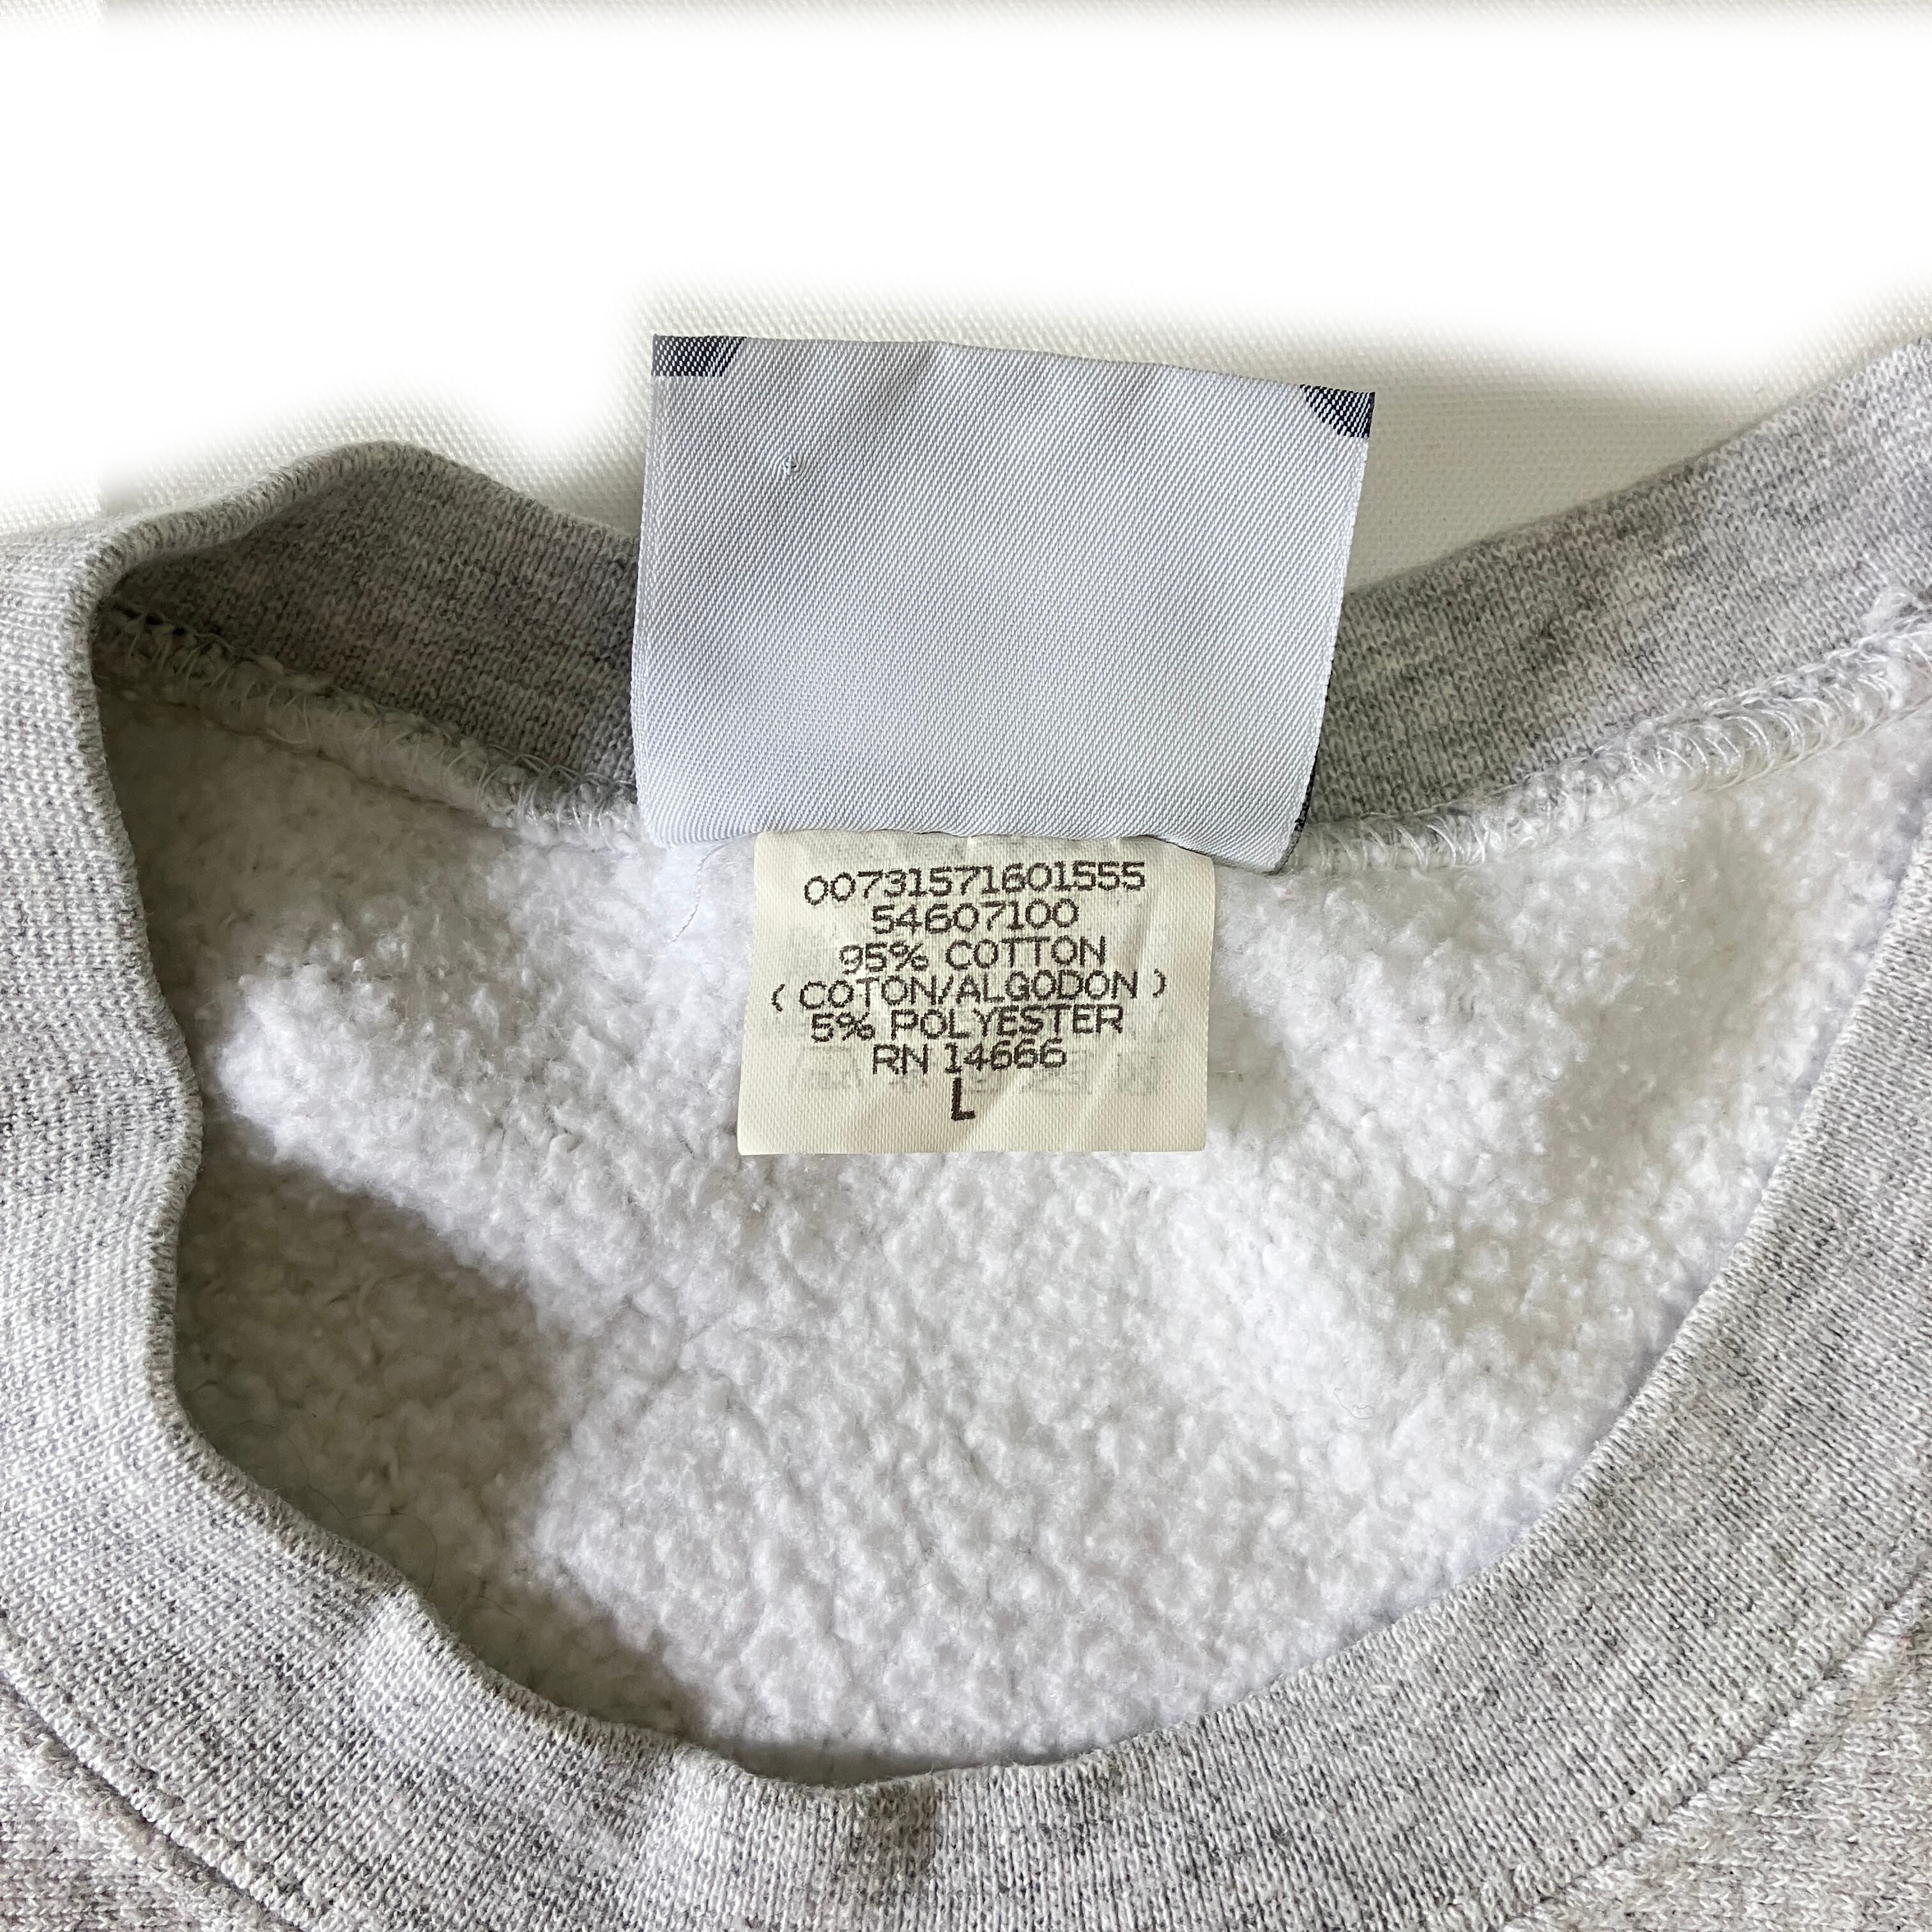 00731571601555
54607100
95% COTTON
( COTON/ALGODON )
5% POLYESTER
RN 14666
L